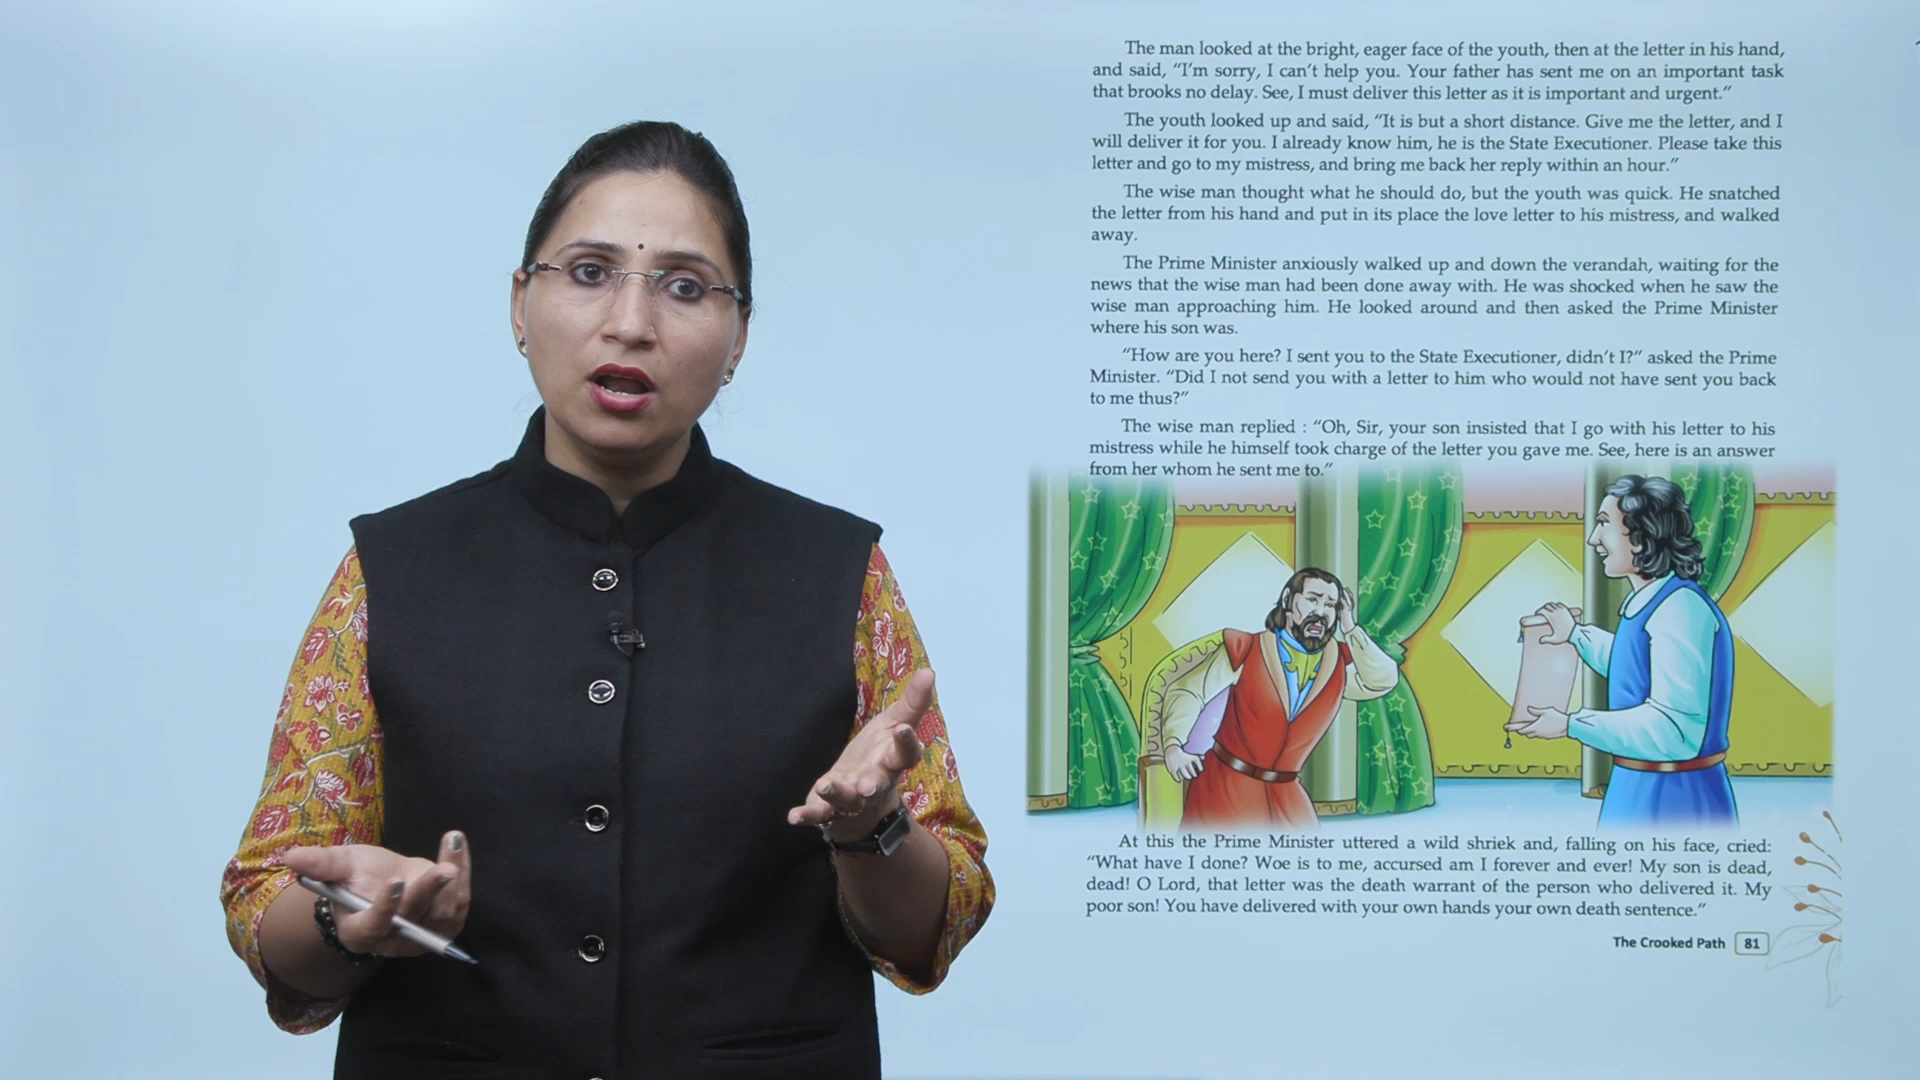 The man looked at the bright, eager face of the youth, then at the letter in his hand,
and said, “I’m sorry, I can’t help you. Your father has sent me on an important task
that brooks no delay. See, I must deliver this letter as it is important and urgent.”
The youth looked up and said, “It is but a short distance. Give me the letter, and I
will deliver it for you. I already know him, he is the State Executioner. Please take this
letter and go to my mistress, and bring me back her reply within an hour.”
The wise man thought what he should do, but the youth was quick. He snatched
the letter from his hand and put in its place the love letter to his mistress, and walked
away.
The Prime Minister anxiously walked up and down the verandah, waiting for the
news that the wise man had been done away with. He was shocked when he saw the
wise man approaching him. He looked around and then asked the Prime Minister
where his son was.
“How are you here? I sent you to the State Executioner, didn’t I?” asked the Prime
Minister. “Did I not send you with a letter to him who would not have sent you back
to me thus?”
The wise man replied : “Oh, Sir, your son insisted that I go with his letter to his
mistress while he himself took charge of the letter you gave me. See, here is an answer
from her whom he sent me to.”
At this the Prime Minister uttered a wild shriek and, falling on his face, cried:
“What have I done? Woe is to me, accursed am I forever and ever! My son is dead,
dead! O Lord, that letter was the death warrant of the person who delivered it. My
poor son! You have delivered with your own hands your own death sentence.”
The Crooked Path 81